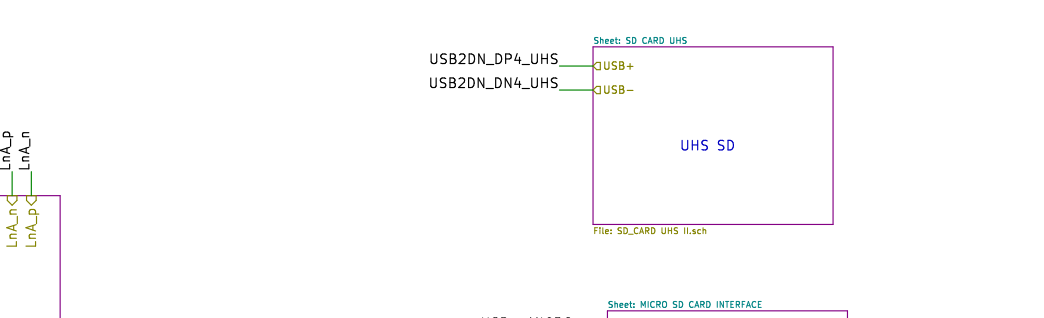 Sheet: SD CARD UHS
USB2DN_DP4_UHS
USB+
USB2DN_DN4_UHS
USB-
UHS SD
File: SD_CARD UHS II.sch
LnA_p
LnA_n
LnA_n
LnA_p
Sheet: MICRO SD CARD INTERFACE